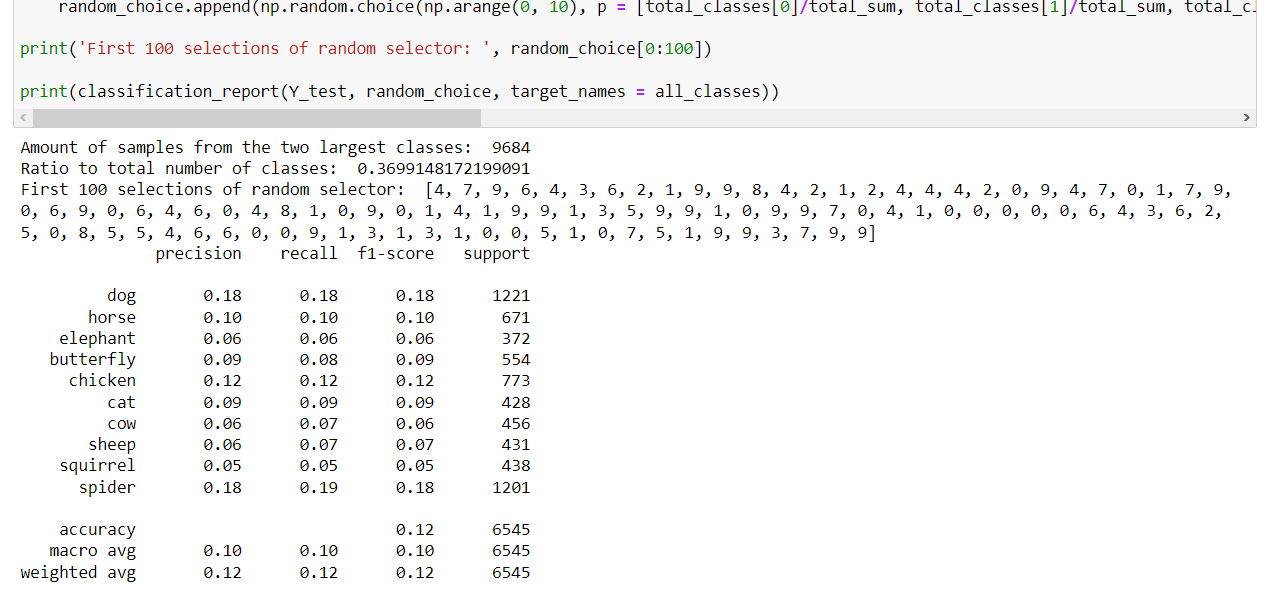 random_choice.append(np.random.choice(np.arange(0, 10), p = [total_classes[0]/total_sum, total_classes[1]/total_sum, total_cl
print('First 100 selections of random selector: ', random_choice[0:100])
print(classification_report(Y_test, random_choice, target_names = all_classes))
Amount of samples from the two largest classes:  9684
Ratio to total number of classes:  0.3699148172199091
First 100 selections of random selector:  [4, 7, 9, 6, 4, 3, 6, 2, 1, 9, 9, 8, 4, 2, 1, 2, 4, 4, 4, 2, 0, 9, 4, 7, 0, 1, 7, 9,
0, 6, 9, 0, 6, 4, 6, 0, 4, 8, 1, 0, 9, 0, 1, 4, 1, 9, 9, 1, 3, 5, 9, 9, 1, 0, 9, 9, 7, 0, 4, 1, 0, 0, 0, 0, 0, 6, 4, 3, 6, 2,
5, 0, 8, 5, 5, 4, 6, 6, 0, 0, 9, 1, 3, 1, 3, 1, 0, 0, 5, 1, 0, 7, 5, 1, 9, 9, 3, 7, 9, 9]
precision recall f1-score support
dog 0.18 0.18 0.18 1221
horse 0.10 0.10 0.10 671
elephant 0.06 0.06 0.06 372
butterfly 0.09 0.08 0.09 554
chicken 0.12 0.12 0.12 773
cat 0.09 0.09 0.09 428
cow 0.06 0.07 0.06 456
sheep 0.06 0.07 0.07 431
squirrel 0.05 0.05 0.05 438
spider 0.18 0.19 0.18 1201
accuracy 0.12 6545
macro avg 0.10 0.10 0.10 6545
weighted avg 0.12 0.12 0.12 6545